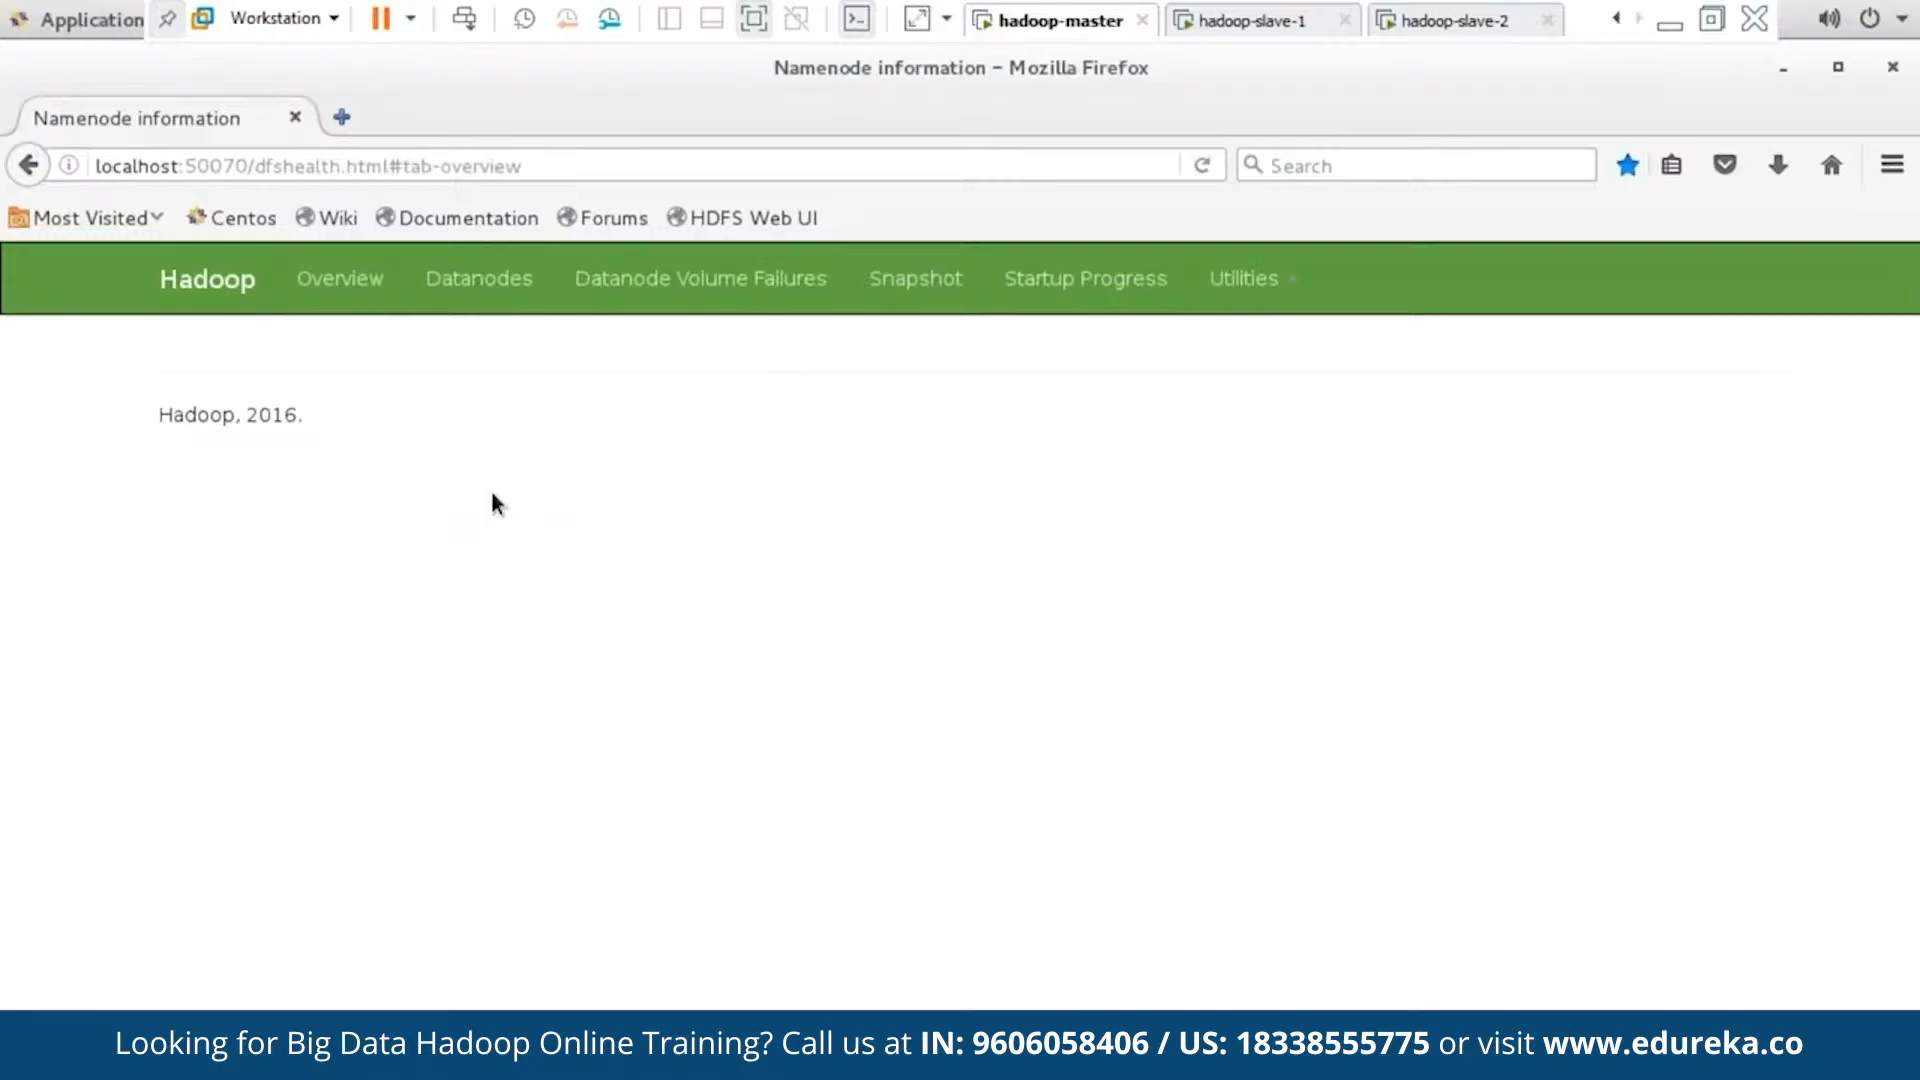 Application
Workstation
hadoop-master
hadoop-slave-1
hadoop-slave-2
Namenode information – Mozilla Firefox
Namenode information
localhost:50070/dfshealth.html#tab-overview
Search
Most Visited
Centos
Wiki
Documentation
Forums
HDFS Web UI
Hadoop
Overview
Datanodes
Datanode Volume Failures
Snapshot
Startup Progress
Utilities
Hadoop, 2016.
Looking for Big Data Hadoop Online Training? Call us at IN: 9606058406 / US: 18338555775 or visit www.edureka.co